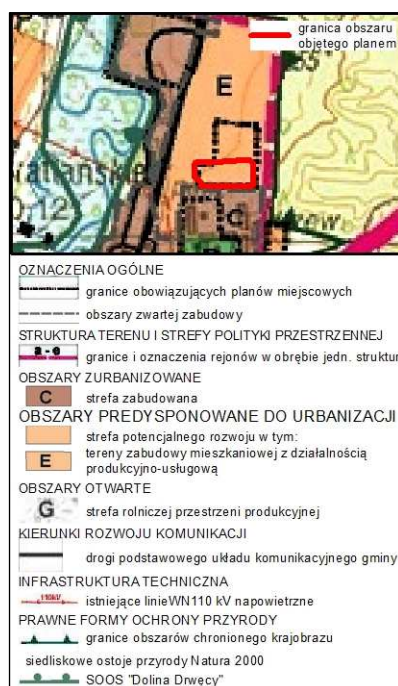 granica obszaru
objętego planem
E
0,12
C
OZNACZENIA OGÓLNE
granice obowiązujących planów miejscowych
obszary zwartej zabudowy
STRUKTURA TERENU I STREFY POLITYKI PRZESTRZENNEJ
a - e
granice i oznaczenia rejonów w obrębie jedn. struktur
OBSZARY ZURBANIZOWANE
C
strefa zabudowana
OBSZARY PREDYSPONOWANE DO URBANIZACJI
strefa potencjalnego rozwoju w tym:
E
tereny zabudowy mieszkaniowej z działalnością
produkcyjno-usługową
OBSZARY OTWARTE
G
strefa rolniczej przestrzeni produkcyjnej
KIERUNKI ROZWOJU KOMUNIKACJI
drogi podstawowego układu komunikacyjnego gminy
INFRASTRUKTURA TECHNICZNA
110kV
istniejące linieWN110 kV napowietrzne
PRAWNE FORMY OCHRONY PRZYRODY
granice obszarów chronionego krajobrazu
siedliskowe ostoje przyrody Natura 2000
SOOS "Dolina Drwęcy"